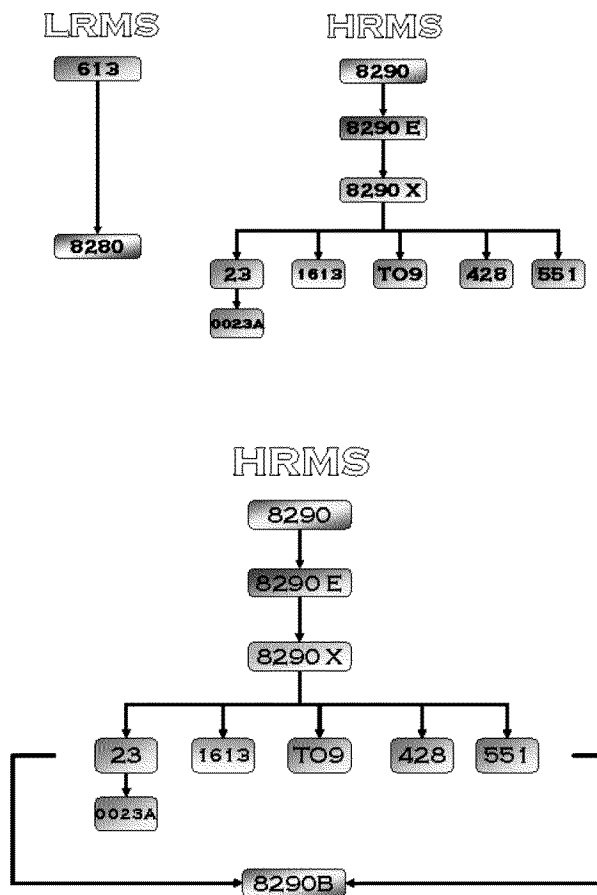 LRMS
HRMS
613
8290
8290 E
8290 X
8280
23
1613
TO9
428
551
0023A
HRMS
8290
8290 E
8290 X
23
1613
TO9
428
551
0023A
8290B